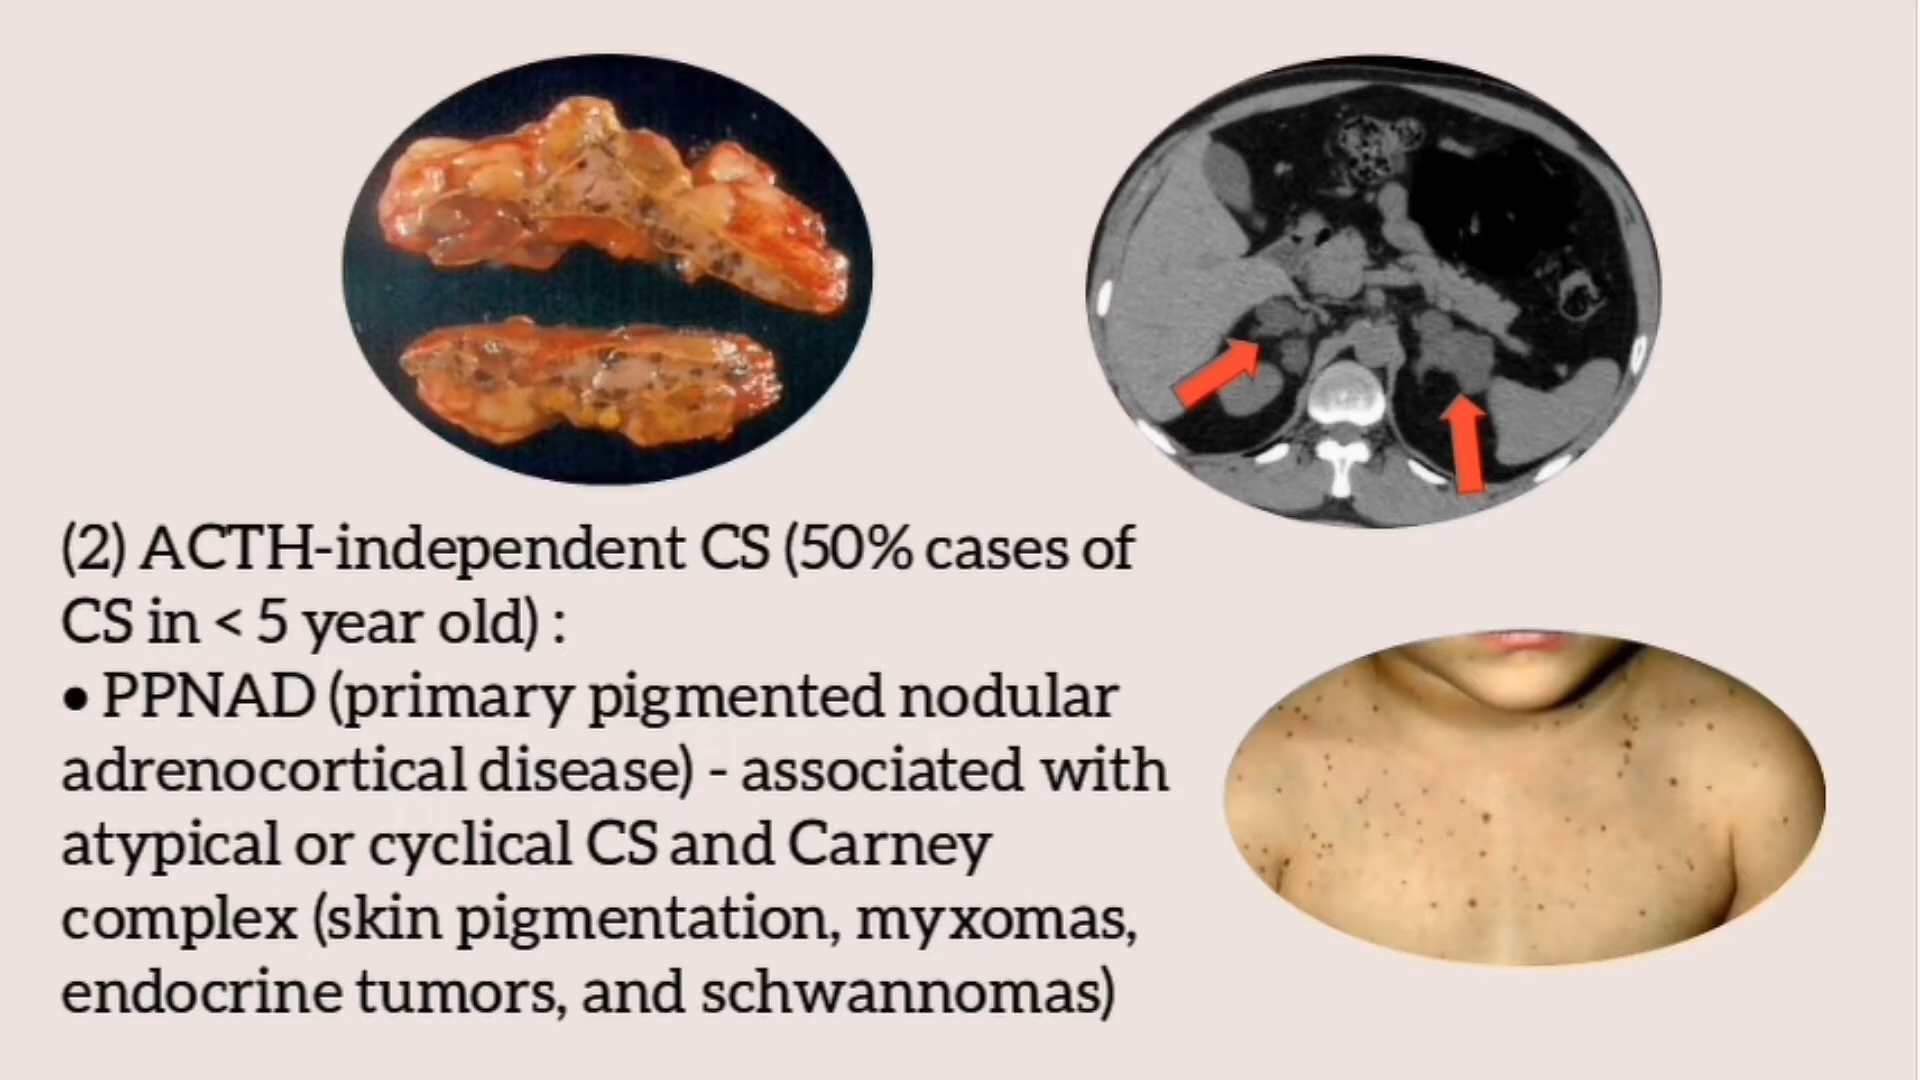 (2) ACTH-independent CS (50% cases of
CS in < 5 year old) :
• PPNAD (primary pigmented nodular
adrenocortical disease) - associated with
atypical or cyclical CS and Carney
complex (skin pigmentation, myxomas,
endocrine tumors, and schwannomas)